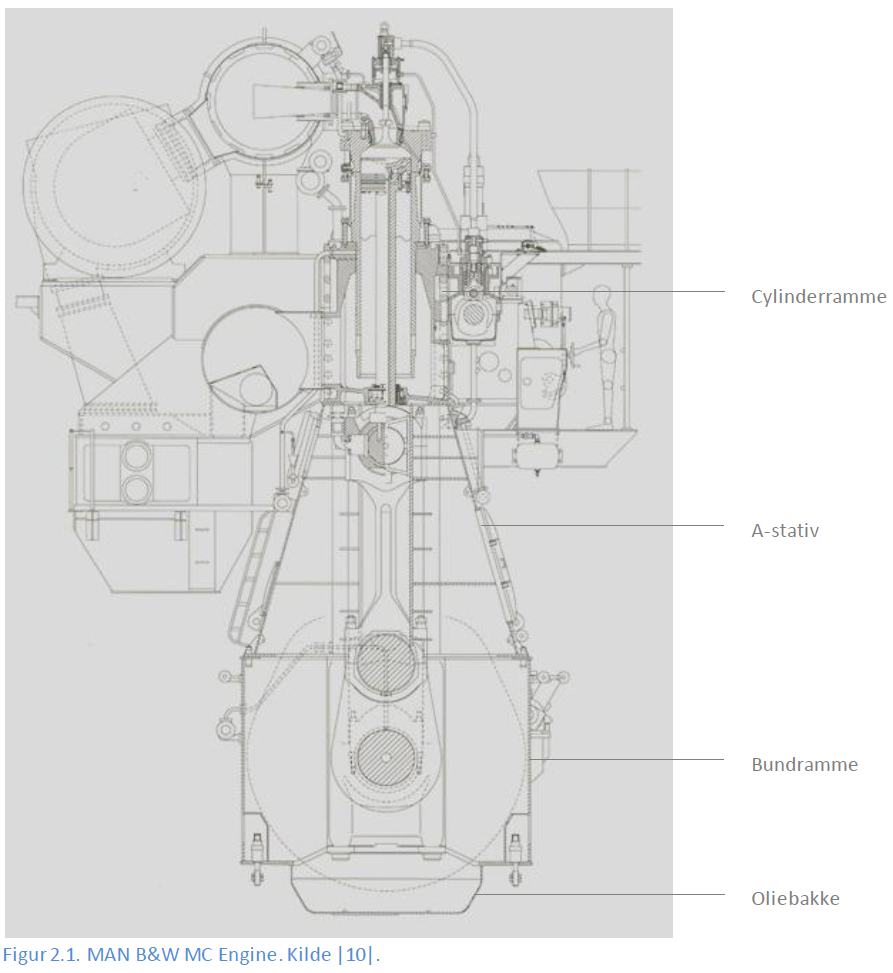 Cylinderramme
A-stativ
Bundramme
Oliebakke
Figur 2.1. MAN B&W MC Engine. Kilde |10|.